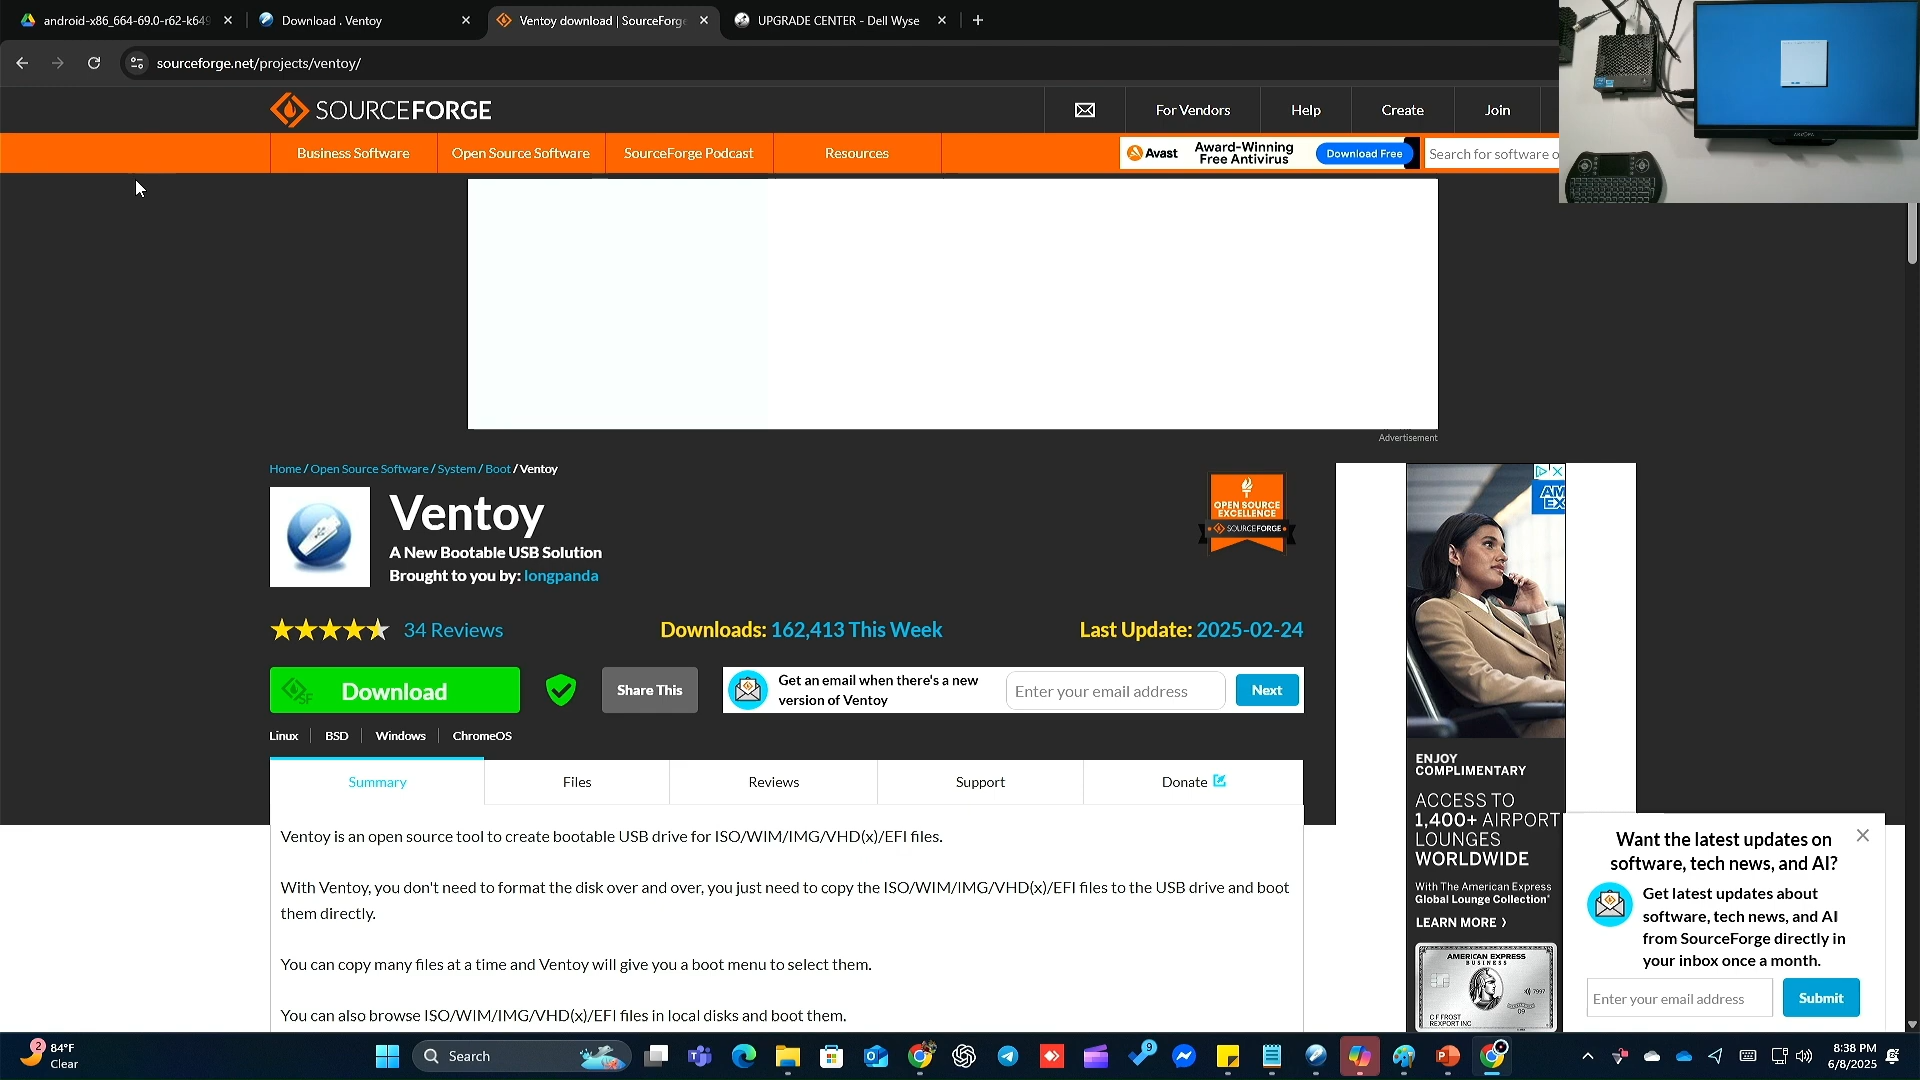 android-x86_664-69.0-r62-k649
Download . Ventoy
Ventoy download | SourceForge
UPGRADE CENTER - Dell Wyse
sourceforge.net/projects/ventoy/
SOURCEFORGE
For Vendors
Help
Create
Join
Business Software
Open Source Software
SourceForge Podcast
Resources
Avast
Award-Winning
Free Antivirus
Download Free
Search for software o
Advertisement
Home / Open Source Software / System / Boot / Ventoy
Ventoy
A New Bootable USB Solution
Brought to you by: longpanda
OPEN SOURCE
EXCELLENCE
SOURCEFORGE
AM
EX
34 Reviews
Downloads: 162,413 This Week
Last Update: 2025-02-24
SF
Download
Share This
Get an email when there's a new
version of Ventoy
Enter your email address
Next
Linux
BSD
Windows
ChromeOS
Summary
Files
Reviews
Support
Donate
Ventoy is an open source tool to create bootable USB drive for ISO/WIM/IMG/VHD(x)/EFI files.
With Ventoy, you don't need to format the disk over and over, you just need to copy the ISO/WIM/IMG/VHD(x)/EFI files to the USB drive and boot
them directly.
You can copy many files at a time and Ventoy will give you a boot menu to select them.
You can also browse ISO/WIM/IMG/VHD(x)/EFI files in local disks and boot them.
ENJOY
COMPLIMENTARY
ACCESS TO
1,400+ AIRPORT
LOUNGES
WORLDWIDE
With The American Express
Global Lounge Collection®
LEARN MORE
AMERICAN EXPRESS
BUSINESS
7997
09
C F FROST
REXPORT INC
Want the latest updates on
software, tech news, and AI?
Get latest updates about
software, tech news, and AI
from SourceForge directly in
your inbox once a month.
Enter your email address
Submit
2
84°F
Clear
Search
9
8:38 PM
6/8/2025